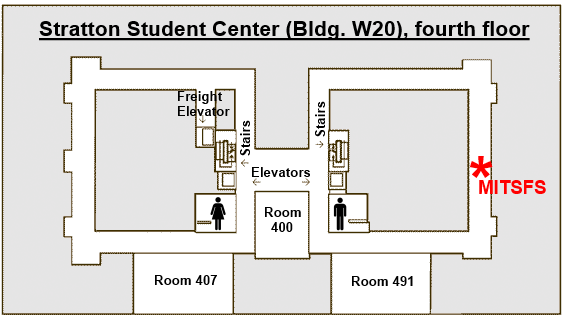 Stratton Student Center (Bldg. W20), fourth floor
Freight
Elevator
Stairs
Stairs
Elevators
*
MITSFS
Room
400
Room 407
Room 491